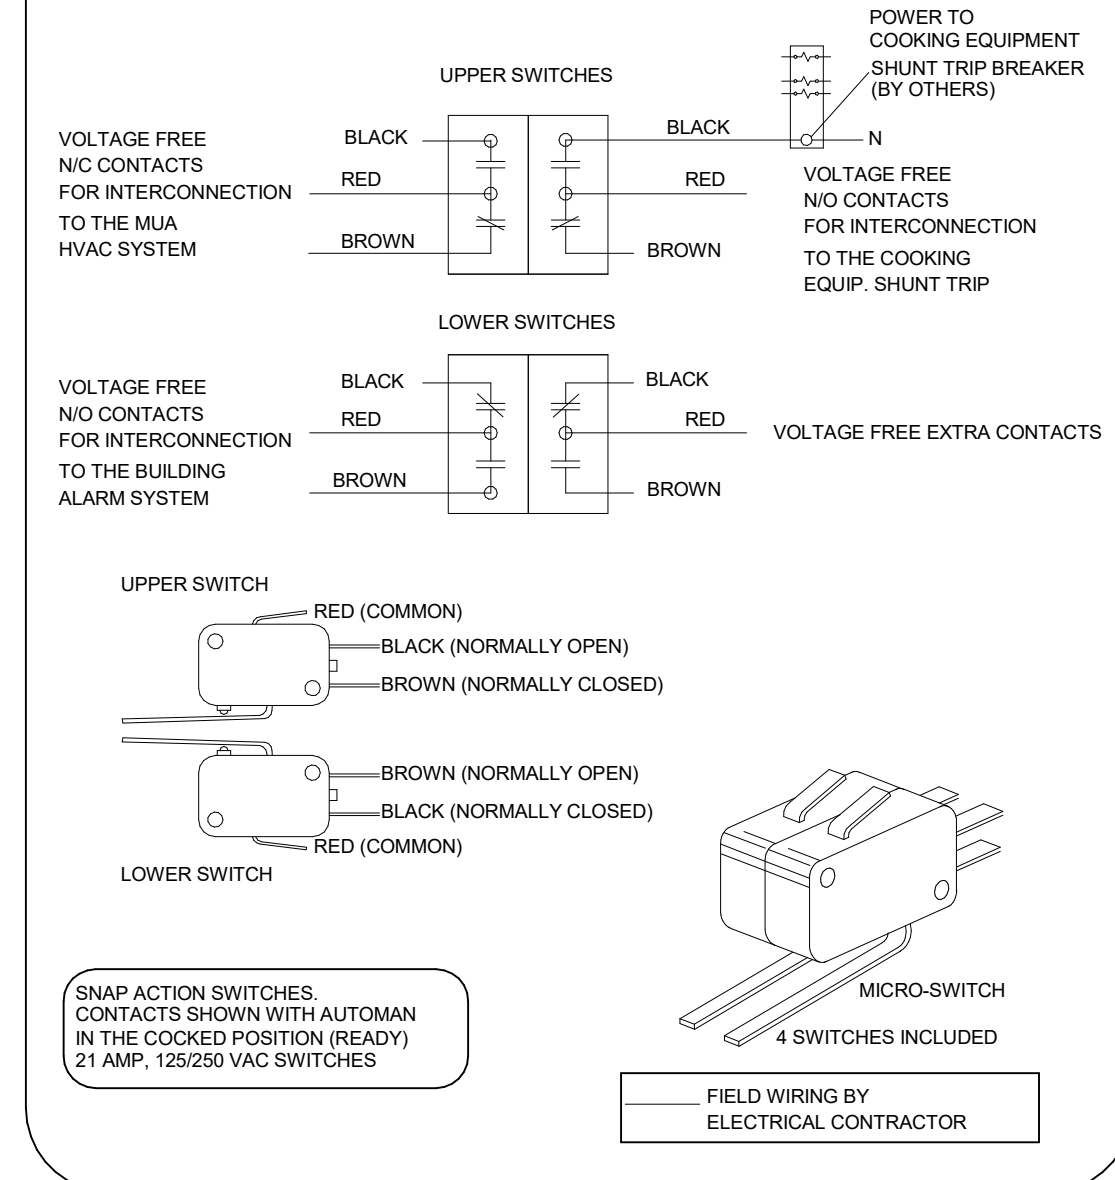 POWER TO
COOKING EQUIPMENT
SHUNT TRIP BREAKER
(BY OTHERS)
UPPER SWITCHES
VOLTAGE FREE
N/C CONTACTS
FOR INTERCONNECTION
TO THE MUA
HVAC SYSTEM
BLACK
RED
BROWN
BLACK
RED
BROWN
N
VOLTAGE FREE
N/O CONTACTS
FOR INTERCONNECTION
TO THE COOKING
EQUIP. SHUNT TRIP
LOWER SWITCHES
VOLTAGE FREE
N/O CONTACTS
FOR INTERCONNECTION
TO THE BUILDING
ALARM SYSTEM
BLACK
RED
BROWN
BLACK
RED
BROWN
VOLTAGE FREE EXTRA CONTACTS
UPPER SWITCH
RED (COMMON)
BLACK (NORMALLY OPEN)
BROWN (NORMALLY CLOSED)
BROWN (NORMALLY OPEN)
BLACK (NORMALLY CLOSED)
RED (COMMON)
LOWER SWITCH
SNAP ACTION SWITCHES.
CONTACTS SHOWN WITH AUTOMAN
IN THE COCKED POSITION (READY)
21 AMP, 125/250 VAC SWITCHES
MICRO-SWITCH
4 SWITCHES INCLUDED
FIELD WIRING BY
ELECTRICAL CONTRACTOR